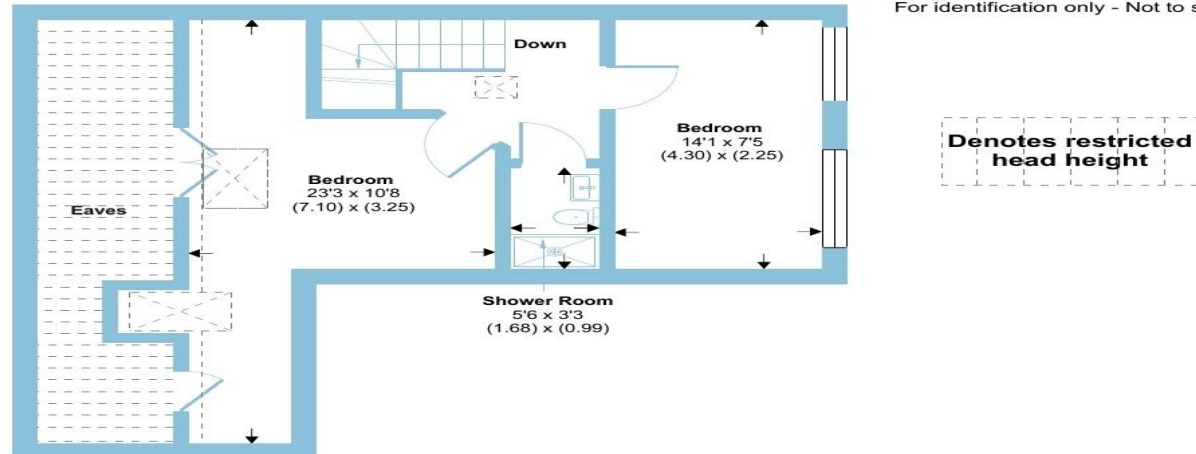 For identification only - Not to s
Down
Bedroom
14'1 x 7'5
(4.30) x (2.25)
Denotes restricted
head height
Bedroom
23'3 x 10'8
(7.10) x (3.25)
Eaves
Shower Room
5'6 x 3'3
(1.68) x (0.99)